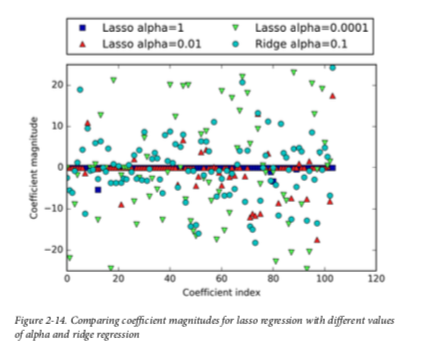 Lasso alpha=1
Lasso alpha=0.0001
Lasso alpha=0.01
Ridge alpha=0.1
Coefficient magnitude
20
10
0
−10
−20
0
20
40
60
80
100
120
Coefficient index
Figure 2-14. Comparing coefficient magnitudes for lasso regression with different values
of alpha and ridge regression